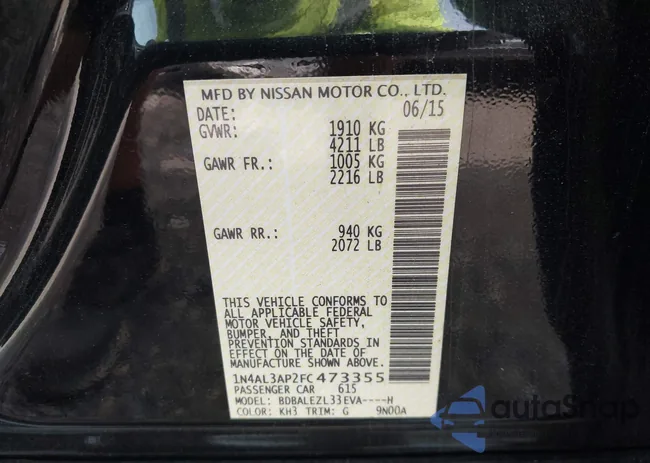 MFD BY NISSAN MOTOR CO., LTD.
DATE: 06/15
GVWR: 1910 KG
4211 LB
GAWR FR.: 1005 KG
2216 LB
GAWR RR.: 940 KG
2072 LB
THIS VEHICLE CONFORMS TO
ALL APPLICABLE FEDERAL
MOTOR VEHICLE SAFETY,
BUMPER, AND THEFT
PREVENTION STANDARDS IN
EFFECT ON THE DATE OF
MANUFACTURE SHOWN ABOVE.
1N4AL3AP2FC473355
PASSENGER CAR 615
MODEL: BDBALEZL33EVA----H
COLOR: KH3 TRIM: G 9N00A
autoSnap